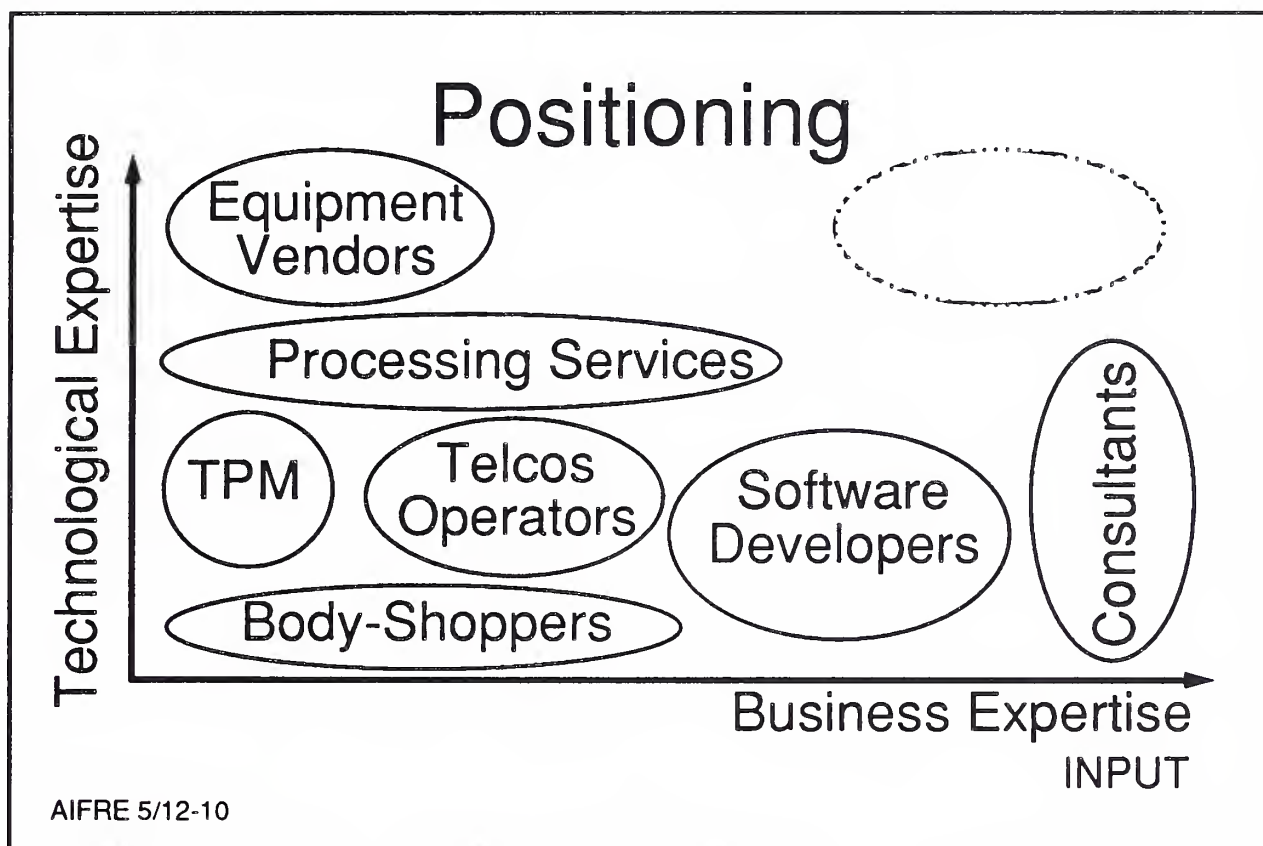 Positioning
Technological Expertise
Equipment
Vendors
Processing Services
TPM
Telcos
Operators
Software
Developers
Consultants
Body-Shoppers
Business Expertise
INPUT
AIFRE 5/12-10